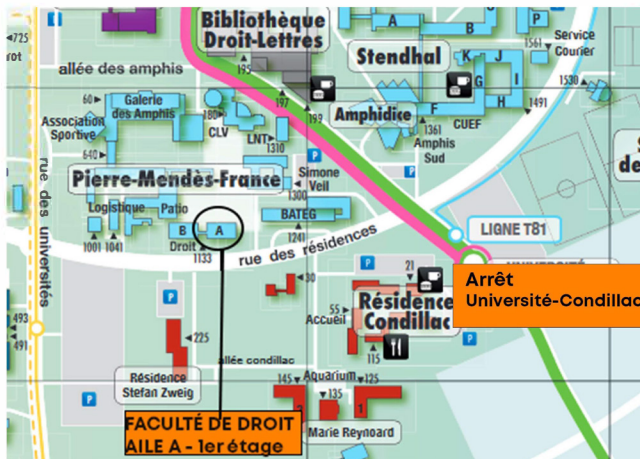 725
Bibliothèque
Droit-Lettres
A
B
P
Stendhal
1561
Service
Courier
K
J
G
I
H
F
allée des amphis
195
197
199
1530
1491
60
Galerie
des Amphis
180
CLV
Amphidice
CUEF
1361
Amphis
Sud
Association
Sportive
LNT
1310
640
P
Simone
Veil
P
Pierre-Mendès-France
1300
Logistique
Patio
BATEG
B
A
Droit
1001
1041
1133
1241
rue des résidences
rue des universités
LIGNE T81
P
30
P
21
Arrêt
Université-Condillac
Résidence
Condillac
55
Accueil
115
P
493
491
225
allée condillac
Résidence
Stefan Zweig
145
Aquarium
125
135
2
1
P
Marie Reynoard
FACULTÉ DE DROIT
AILE A - 1er étage